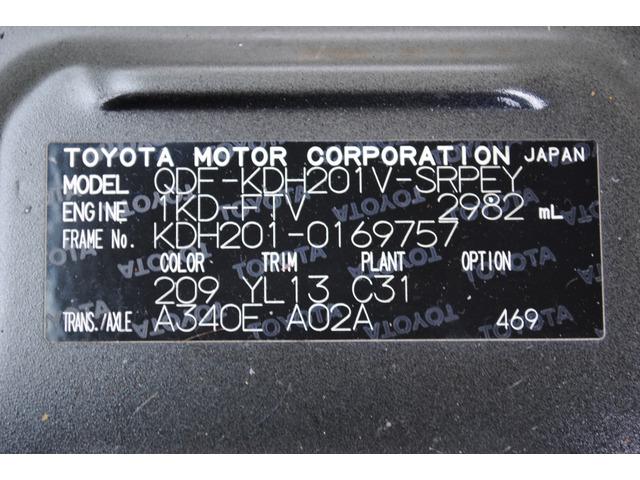 TOYOTA MOTOR CORPORATION JAPAN
MODEL QDF-KDH201V-SRPEY
ENGINE 1KD-FTV 2982 mL
FRAME No. KDH201-0169757
COLOR TRIM PLANT OPTION
209 YL13 C31
TRANS./AXLE A340E A02A 469